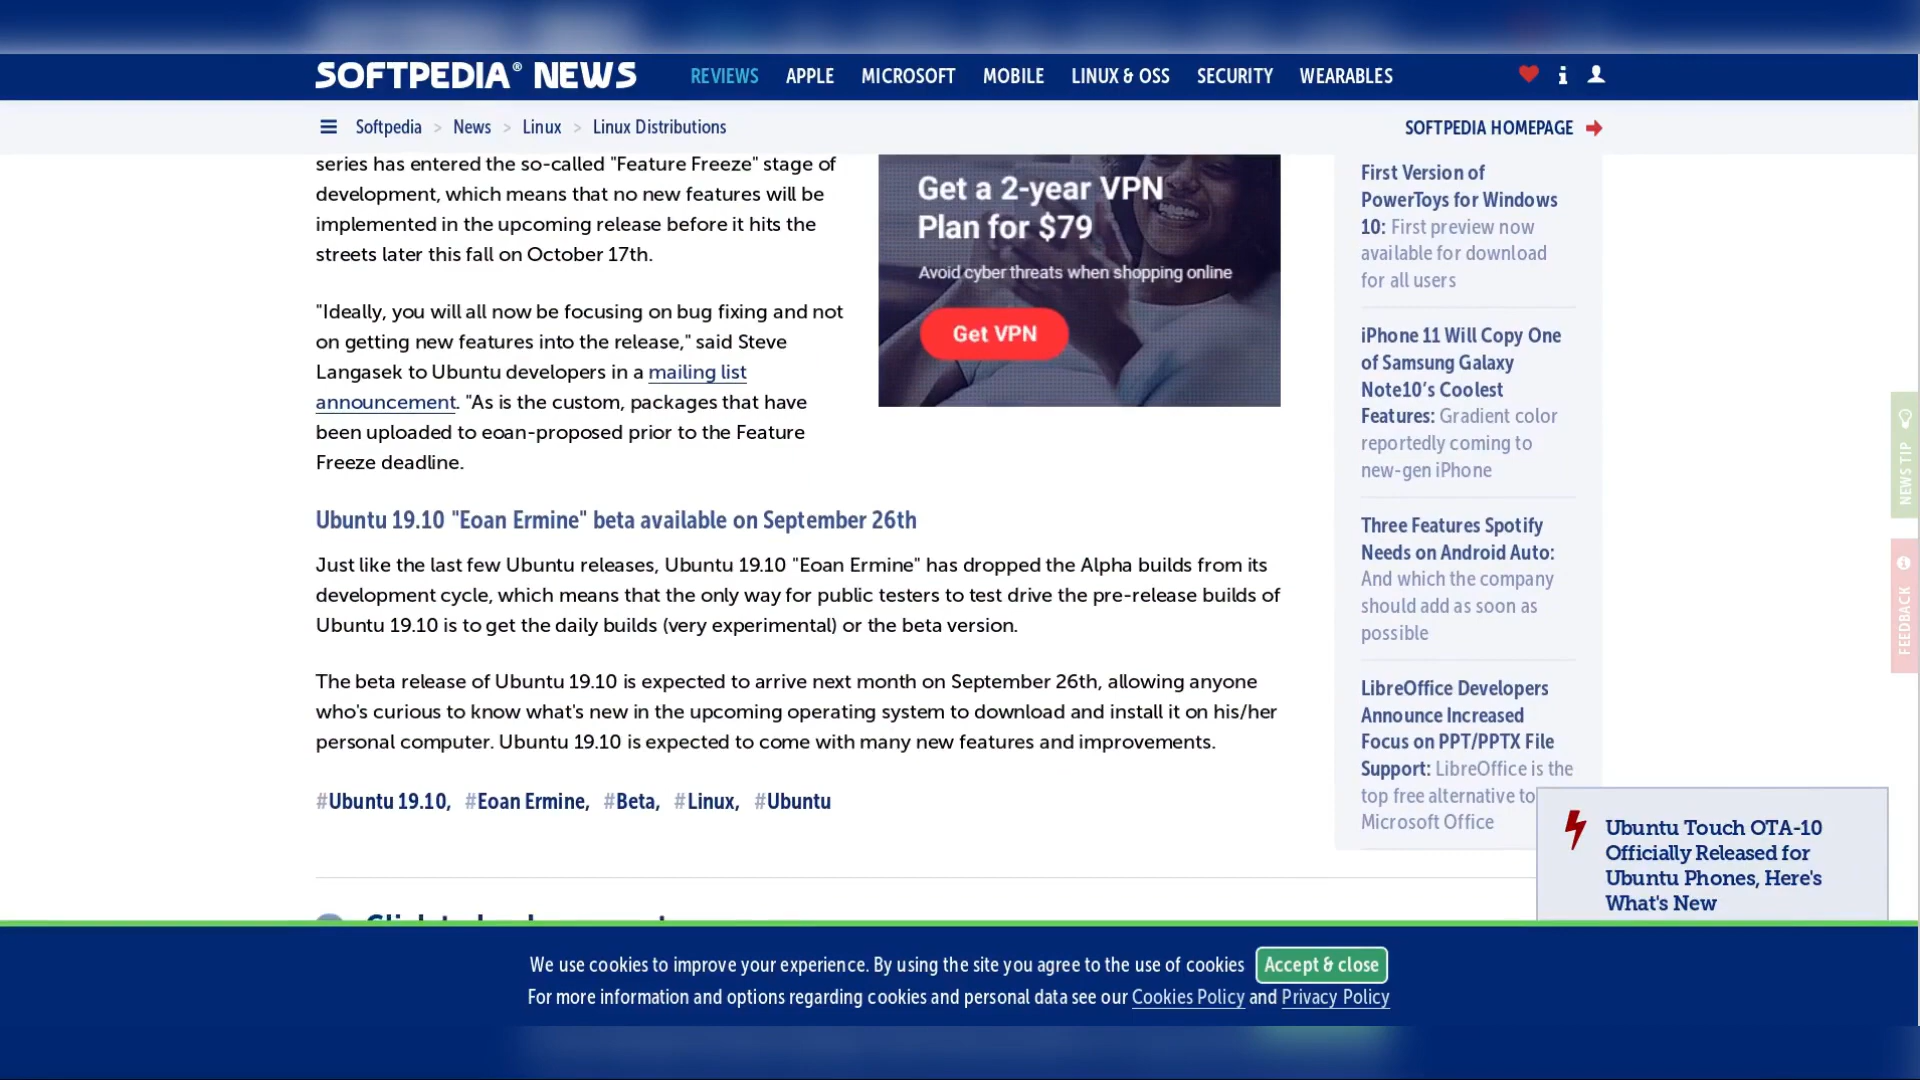 SOFTPEDIA® NEWS
REVIEWS APPLE MICROSOFT MOBILE LINUX & OSS SECURITY WEARABLES
Softpedia > News > Linux > Linux Distributions
SOFTPEDIA HOMEPAGE
series has entered the so-called "Feature Freeze" stage of
development, which means that no new features will be
implemented in the upcoming release before it hits the
streets later this fall on October 17th.
"Ideally, you will all now be focusing on bug fixing and not
on getting new features into the release," said Steve
Langasek to Ubuntu developers in a mailing list
announcement. "As is the custom, packages that have
been uploaded to eoan-proposed prior to the Feature
Freeze deadline.
Get a 2-year VPN
Plan for $79
Avoid cyber threats when shopping online
Get VPN
Ubuntu 19.10 "Eoan Ermine" beta available on September 26th
Just like the last few Ubuntu releases, Ubuntu 19.10 "Eoan Ermine" has dropped the Alpha builds from its
development cycle, which means that the only way for public testers to test drive the pre-release builds of
Ubuntu 19.10 is to get the daily builds (very experimental) or the beta version.
The beta release of Ubuntu 19.10 is expected to arrive next month on September 26th, allowing anyone
who's curious to know what's new in the upcoming operating system to download and install it on his/her
personal computer. Ubuntu 19.10 is expected to come with many new features and improvements.
#Ubuntu 19.10, #Eoan Ermine, #Beta, #Linux, #Ubuntu
First Version of
PowerToys for Windows
10: First preview now
available for download
for all users
iPhone 11 Will Copy One
of Samsung Galaxy
Note10’s Coolest
Features: Gradient color
reportedly coming to
new-gen iPhone
Three Features Spotify
Needs on Android Auto:
And which the company
should add as soon as
possible
LibreOffice Developers
Announce Increased
Focus on PPT/PPTX File
Support: LibreOffice is the
top free alternative to
Microsoft Office
NEWS TIP
FEEDBACK
Ubuntu Touch OTA-10
Officially Released for
Ubuntu Phones, Here's
What's New
We use cookies to improve your experience. By using the site you agree to the use of cookies Accept & close
For more information and options regarding cookies and personal data see our Cookies Policy and Privacy Policy